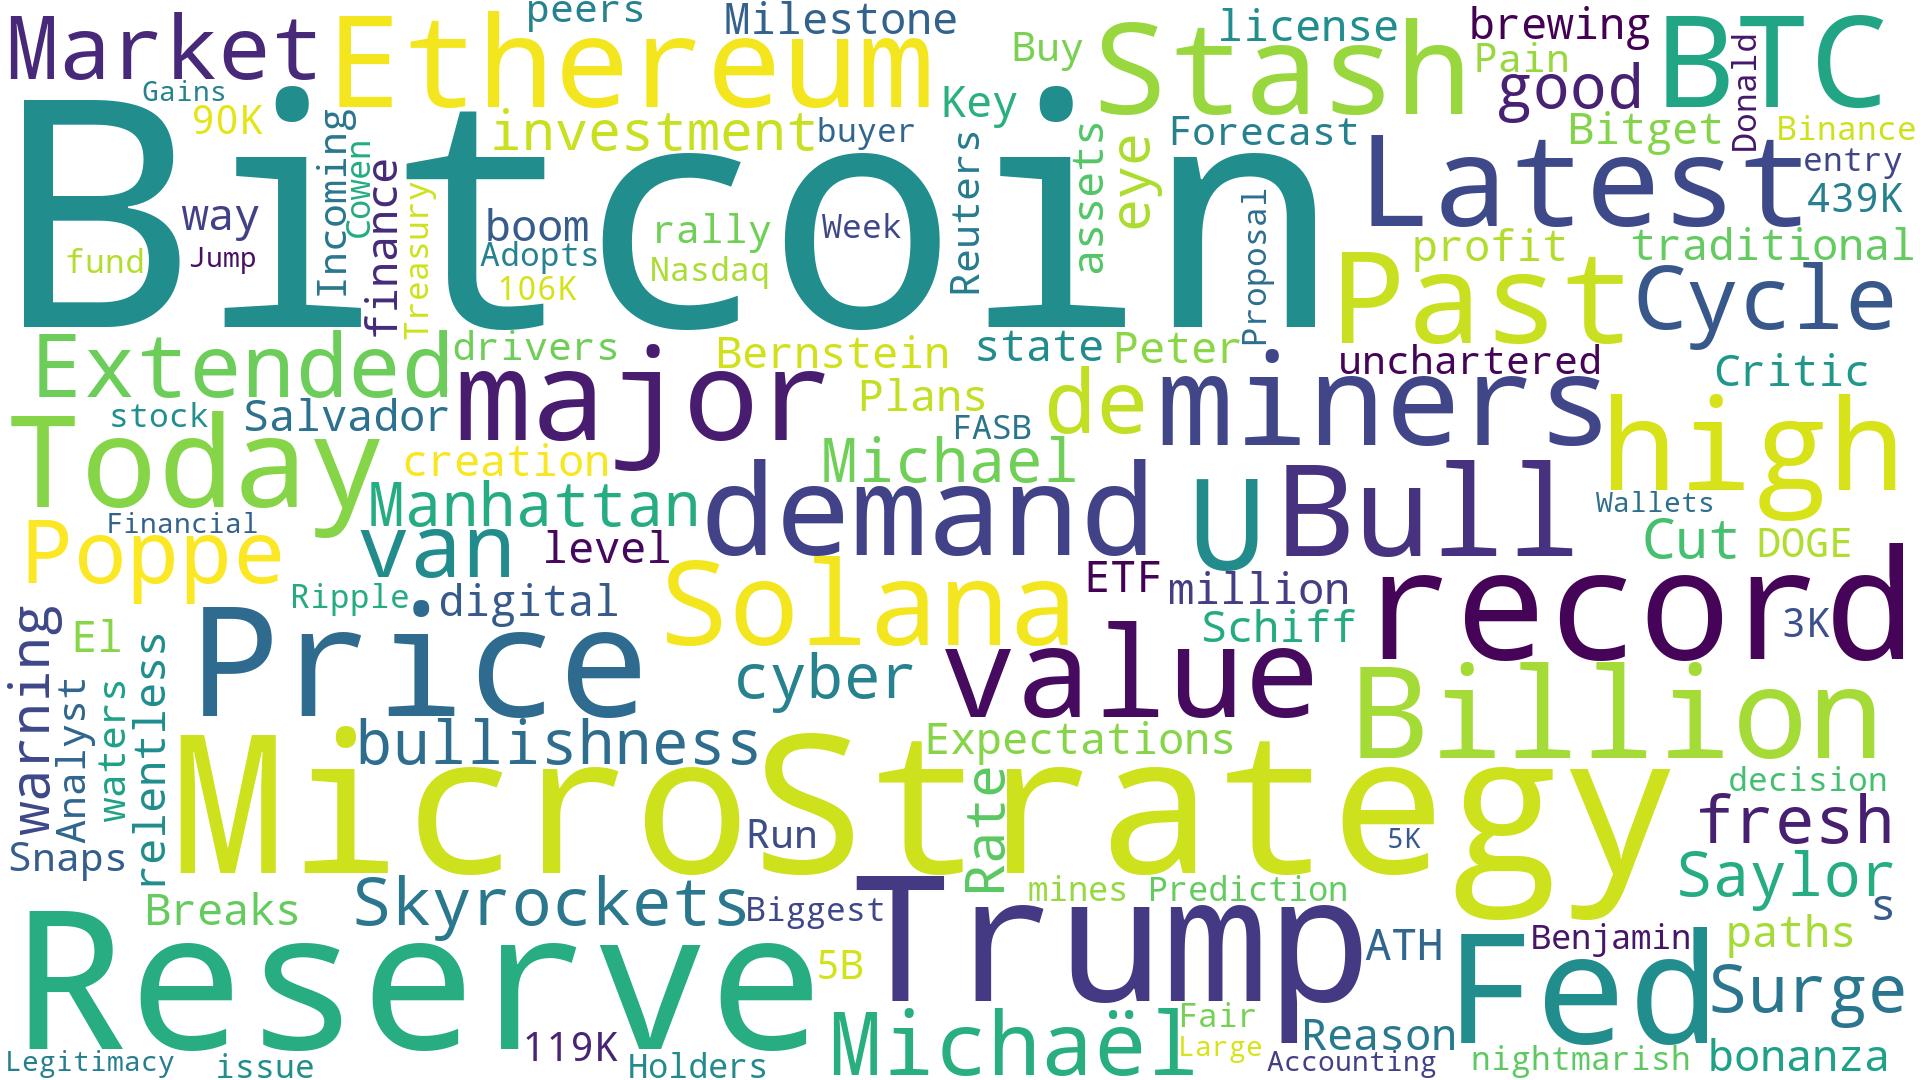 peers
Milestone
Market
Ethereum
Buy
Stash
license
brewing
Pain
good
BTC
Donald
Gains
90K
Bitcoin
Incoming
Cowen
finance
Treasury
investment
buyer
Key
Reuters
assets
eye
Forecast
Bitget
Binance
Latest
entry
439K
way
Jump
fund
boom
Adopts
106K
rally
Nasdaq
Week
Proposal
profit
traditional
Past
Cycle
Extended
drivers
Bernstein
state
Peter
unchartered
Critic
major
Plans
de
miners
stock
Salvador
FASB
high
Today
creation
Michael
Manhattan
demand
U
Bull
Wallets
Financial
Poppe
van
level
Cut
DOGE
Solana
ETF
million
record
Ripple
digital
Schiff
3K
warning
El
Price
cyber
value
Billion
Analyst
waters
relentless
bullishness
Expectations
MicroStrategy
Rate
decision
fresh
Run
5K
Snaps
Saylor
s
Breaks
Skyrockets
Biggest
Trump
mines
Prediction
Reserve
5B
ATH
Fed
Benjamin
paths
Surge
119K
Michaël
Fair
Large
Reason
Legitimacy
issue
Holders
Accounting
nightmarish
bonanza